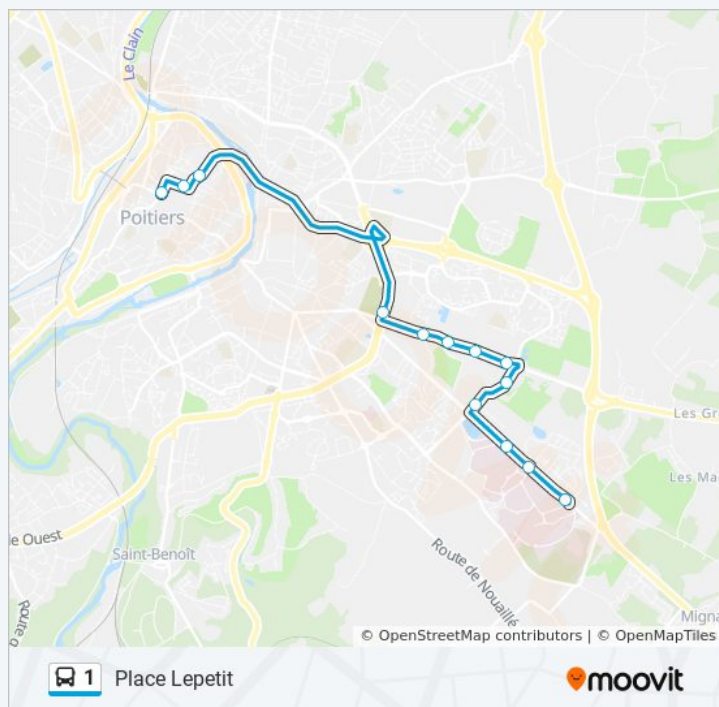 Le Clain
Poitiers
Les Gr
Les Ma
e Ouest
Saint-Benoît
Route de Nouaillé
Route d
Migna
© OpenStreetMap contributors | © OpenMapTiles
1 Place Lepetit
moovit